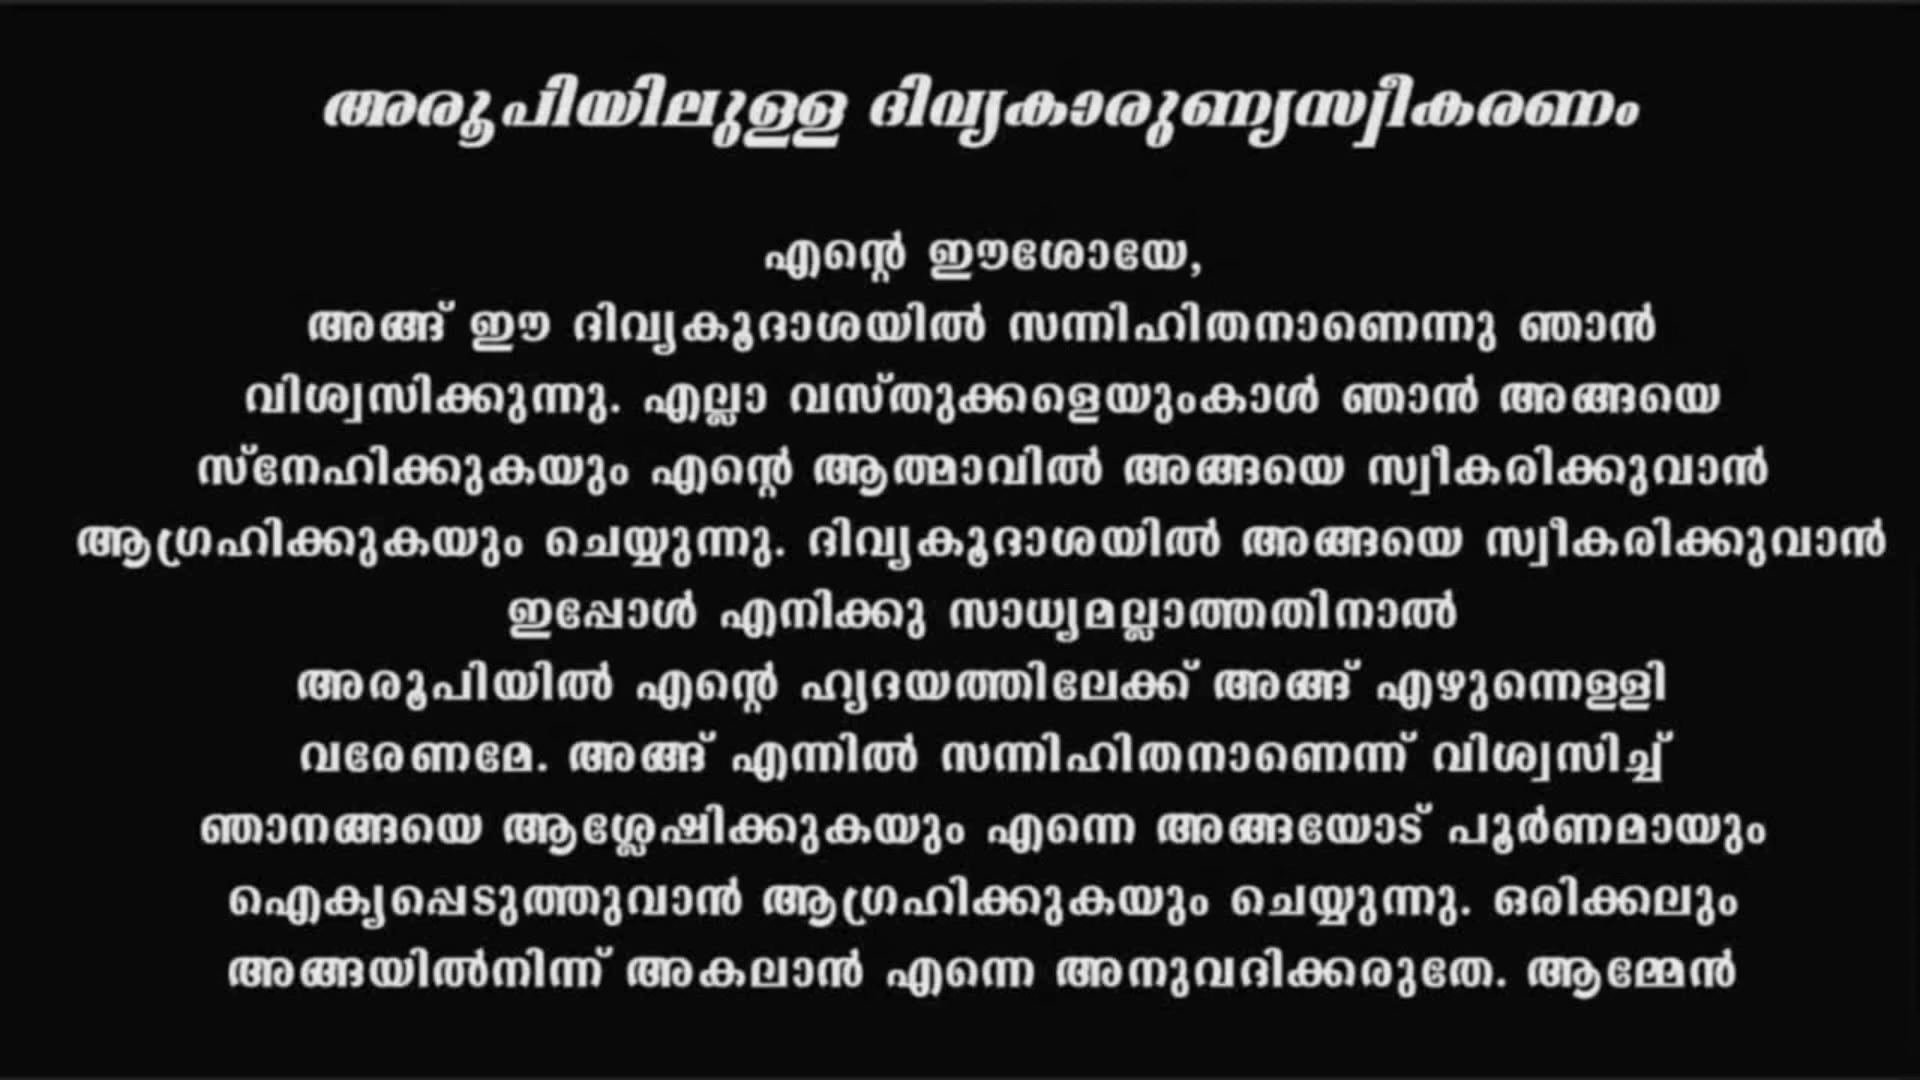 അരൂപിയിലുള്ള ദിവ്യകാരുണ്യസ്വീകരണം
എന്റെ ഈശോയേ,
അങ്ങ് ഈ ദിവ്യകൂദാശയിൽ സന്നിഹിതനാണെന്നു ഞാൻ
വിശ്വസിക്കുന്നു. എല്ലാ വസ്തുക്കളെയുംകാൾ ഞാൻ അങ്ങയെ
സ്നേഹിക്കുകയും എന്റെ ആത്മാവിൽ അങ്ങയെ സ്വീകരിക്കുവാൻ
ആഗ്രഹിക്കുകയും ചെയ്യുന്നു. ദിവ്യകൂദാശയിൽ അങ്ങയെ സ്വീകരിക്കുവാൻ
ഇപ്പോൾ എനിക്കു സാധ്യമല്ലാത്തതിനാൽ
അരൂപിയിൽ എന്റെ ഹൃദയത്തിലേക്ക് അങ്ങ് എഴുന്നെള്ളി
വരേണമേ. അങ്ങ് എന്നിൽ സന്നിഹിതനാണെന്ന് വിശ്വസിച്ച്
ഞാനങ്ങയെ ആശ്ലേഷിക്കുകയും എന്നെ അങ്ങയോട് പൂർണമായും
ഐക്യപ്പെടുത്തുവാൻ ആഗ്രഹിക്കുകയും ചെയ്യുന്നു. ഒരിക്കലും
അങ്ങയിൽനിന്ന് അകലാൻ എന്നെ അനുവദിക്കരുതേ. ആമ്മേൻ